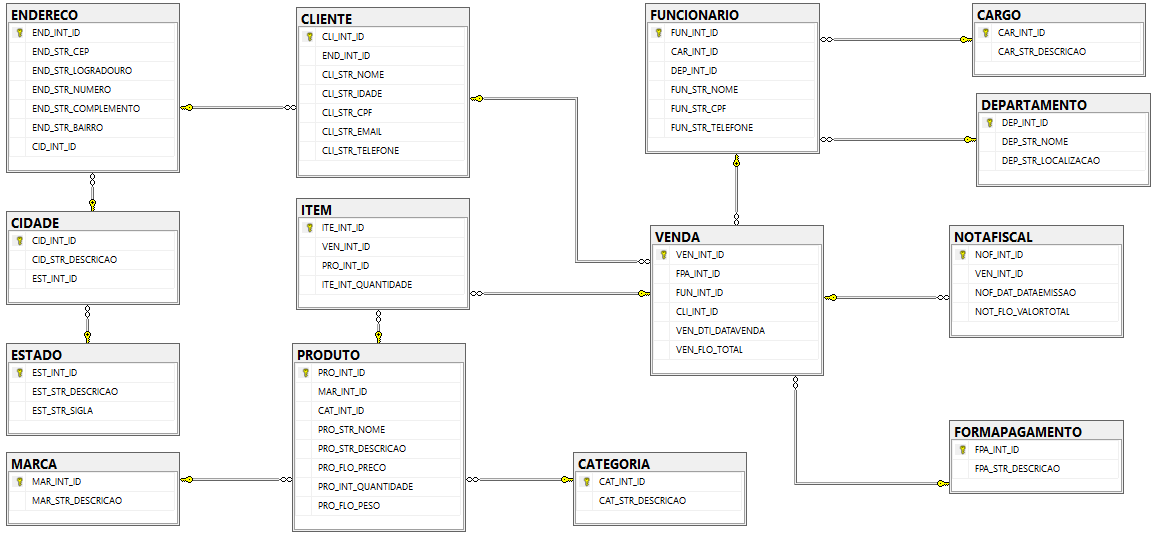 ENDERECO
END_INT_ID
END_STR_CEP
END_STR_LOGRADOURO
END_STR_NUMERO
END_STR_COMPLEMENTO
END_STR_BAIRRO
CID_INT_ID
CLIENTE
CLI_INT_ID
END_INT_ID
CLI_STR_NOME
CLI_STR_IDADE
CLI_STR_CPF
CLI_STR_EMAIL
CLI_STR_TELEFONE
FUNCIONARIO
FUN_INT_ID
CAR_INT_ID
DEP_INT_ID
FUN_STR_NOME
FUN_STR_CPF
FUN_STR_TELEFONE
CARGO
CAR_INT_ID
CAR_STR_DESCRICAO
DEPARTAMENTO
DEP_INT_ID
DEP_STR_NOME
DEP_STR_LOCALIZACAO
CIDADE
CID_INT_ID
CID_STR_DESCRICAO
EST_INT_ID
ITEM
ITE_INT_ID
VEN_INT_ID
PRO_INT_ID
ITE_INT_QUANTIDADE
VENDA
VEN_INT_ID
FPA_INT_ID
FUN_INT_ID
CLI_INT_ID
VEN_DTI_DATAVENDA
VEN_FLO_TOTAL
NOTAFISCAL
NOF_INT_ID
VEN_INT_ID
NOF_DAT_DATAEMISSAO
NOT_FLO_VALORTOTAL
ESTADO
EST_INT_ID
EST_STR_DESCRICAO
EST_STR_SIGLA
PRODUTO
PRO_INT_ID
MAR_INT_ID
CAT_INT_ID
PRO_STR_NOME
PRO_STR_DESCRICAO
PRO_FLO_PRECO
PRO_INT_QUANTIDADE
PRO_FLO_PESO
MARCA
MAR_INT_ID
MAR_STR_DESCRICAO
CATEGORIA
CAT_INT_ID
CAT_STR_DESCRICAO
FORMAPAGAMENTO
FPA_INT_ID
FPA_STR_DESCRICAO